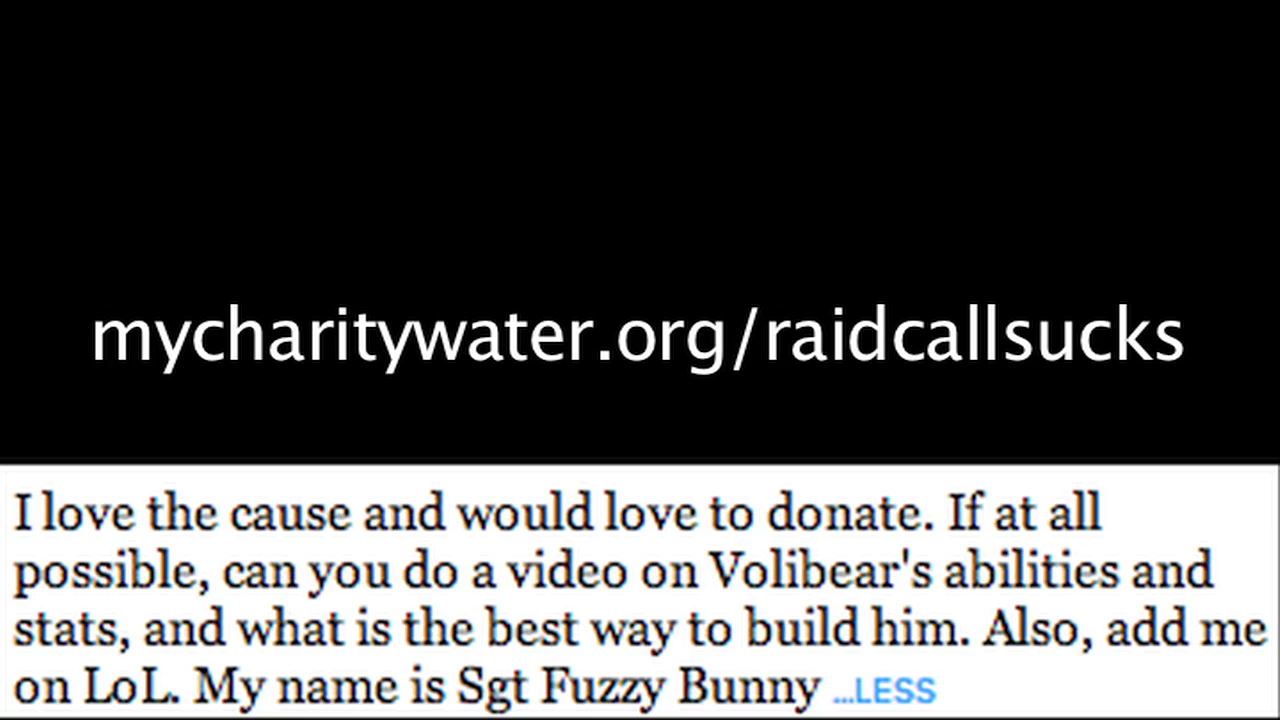 mycharitywater.org/raidcallsucks
I love the cause and would love to donate. If at all
possible, can you do a video on Volibear's abilities and
stats, and what is the best way to build him. Also, add me
on LoL. My name is Sgt Fuzzy Bunny ...LESS